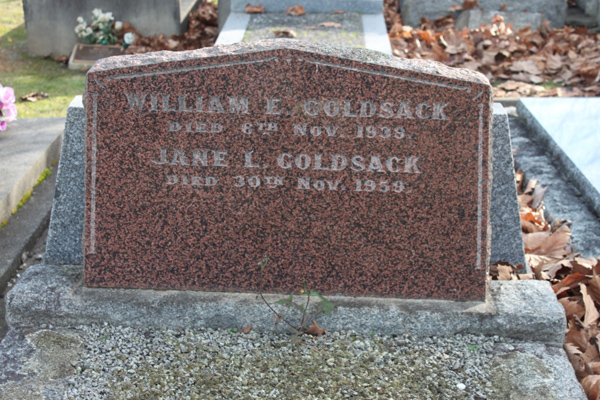 WILLIAM E. GOLDSACK
DIED 6TH NOV. 1939.
JANE L. GOLDSACK
DIED 30TH NOV. 1959.